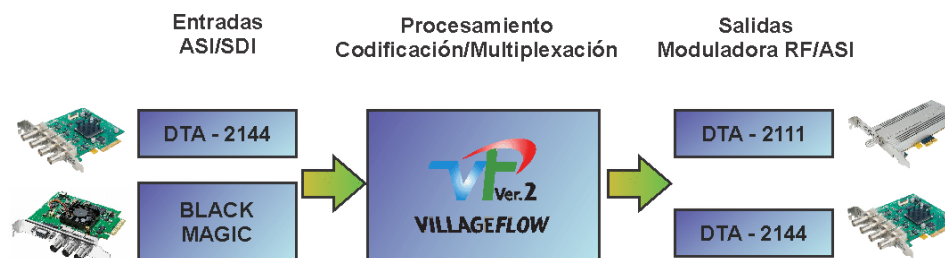 Entradas
ASI/SDI
Procesamiento
Codificación/Multiplexación
Salidas
Moduladora RF/ASI
DTA - 2144
BLACK
MAGIC
Vf Ver.2
VILLAGEFLOW
DTA - 2111
DTA - 2144